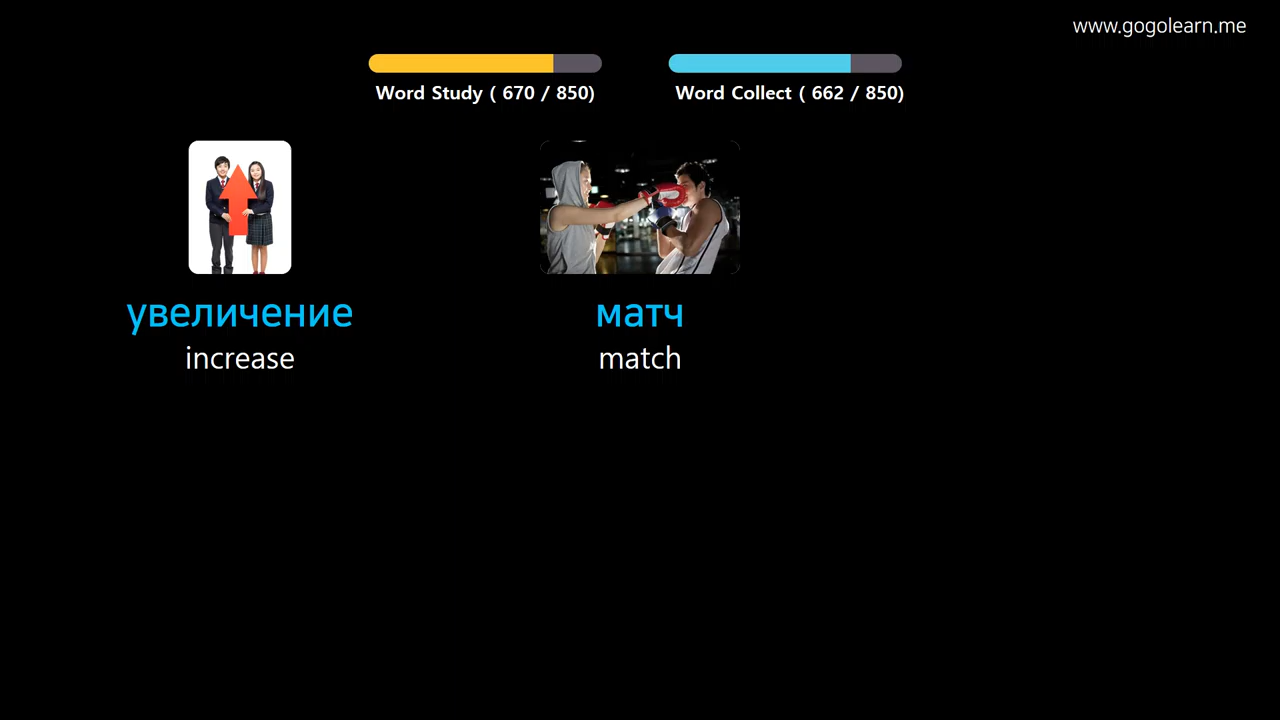 www.gogolearn.me
Word Study ( 670 / 850)
Word Collect ( 662 / 850)
увеличение
increase
матч
match